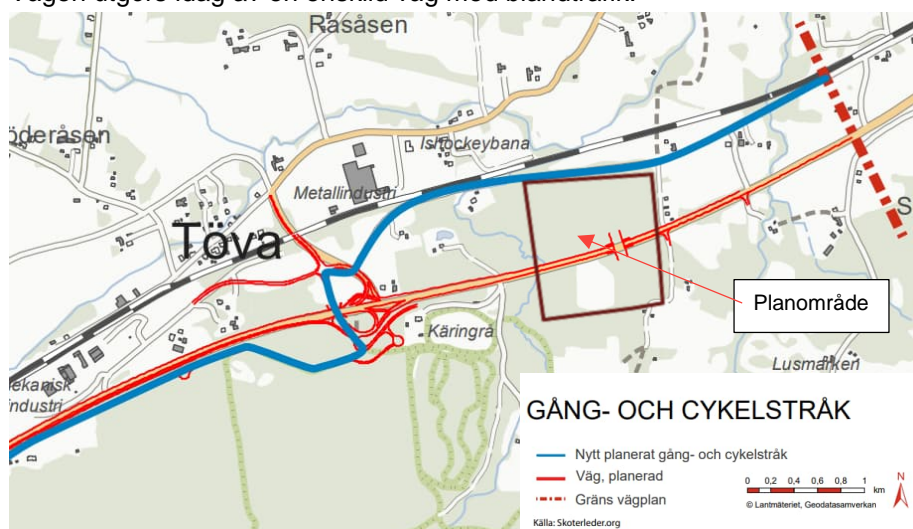 Vägen utgörs idag av en enskild väg med blandtrafik.
Råsåsen
öderåsen
Ishockeybana
Metallindustri
Töva
S
Planområde
Käringrå
Lusmarken
ekanisk
industri
GÅNG- OCH CYKELSTRÅK
Nytt planerat gång- och cykelstråk
Väg, planerad
Gräns vägplan
0 0,2 0,4 0,6 0,8 1
km
N
© Lantmäteriet, Geodatasamverkan
Källa: Skoterleder.org